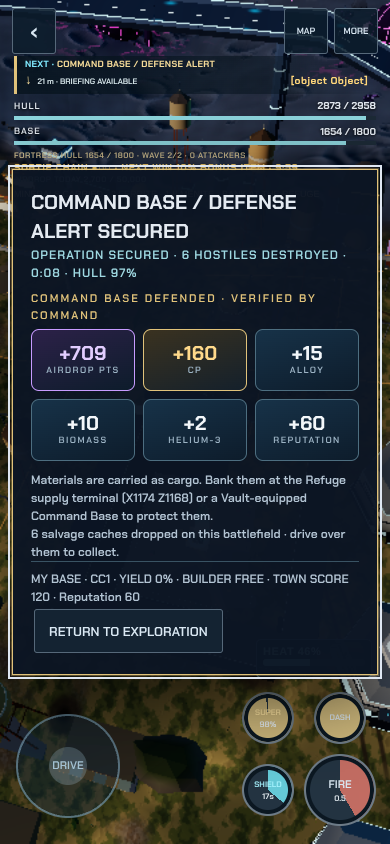 ‹
MAP
MORE
NEXT · COMMAND BASE / DEFENSE ALERT
↓ 21 m · BRIEFING AVAILABLE
[object Object]
HULL
2873 / 2958
BASE
1654 / 1800
FORTRESS HULL 1654 / 1800 · WAVE 2/2 · 0 ATTACKERS
COMMAND BASE / DEFENSE
ALERT SECURED
OPERATION SECURED · 6 HOSTILES DESTROYED ·
0:08 · HULL 97%
COMMAND BASE DEFENDED · VERIFIED BY
COMMAND
+709
AIRDROP PTS
+160
CP
+15
ALLOY
+10
BIOMASS
+2
HELIUM-3
+60
REPUTATION
Materials are carried as cargo. Bank them at the Refuge
supply terminal (X1174 Z1168) or a Vault-equipped
Command Base to protect them.
6 salvage caches dropped on this battlefield · drive over
them to collect.
MY BASE · CC1 · YIELD 0% · BUILDER FREE · TOWN SCORE
120 · Reputation 60
RETURN TO EXPLORATION
SUPER
98%
DASH
DRIVE
SHIELD
17s
FIRE
0.5